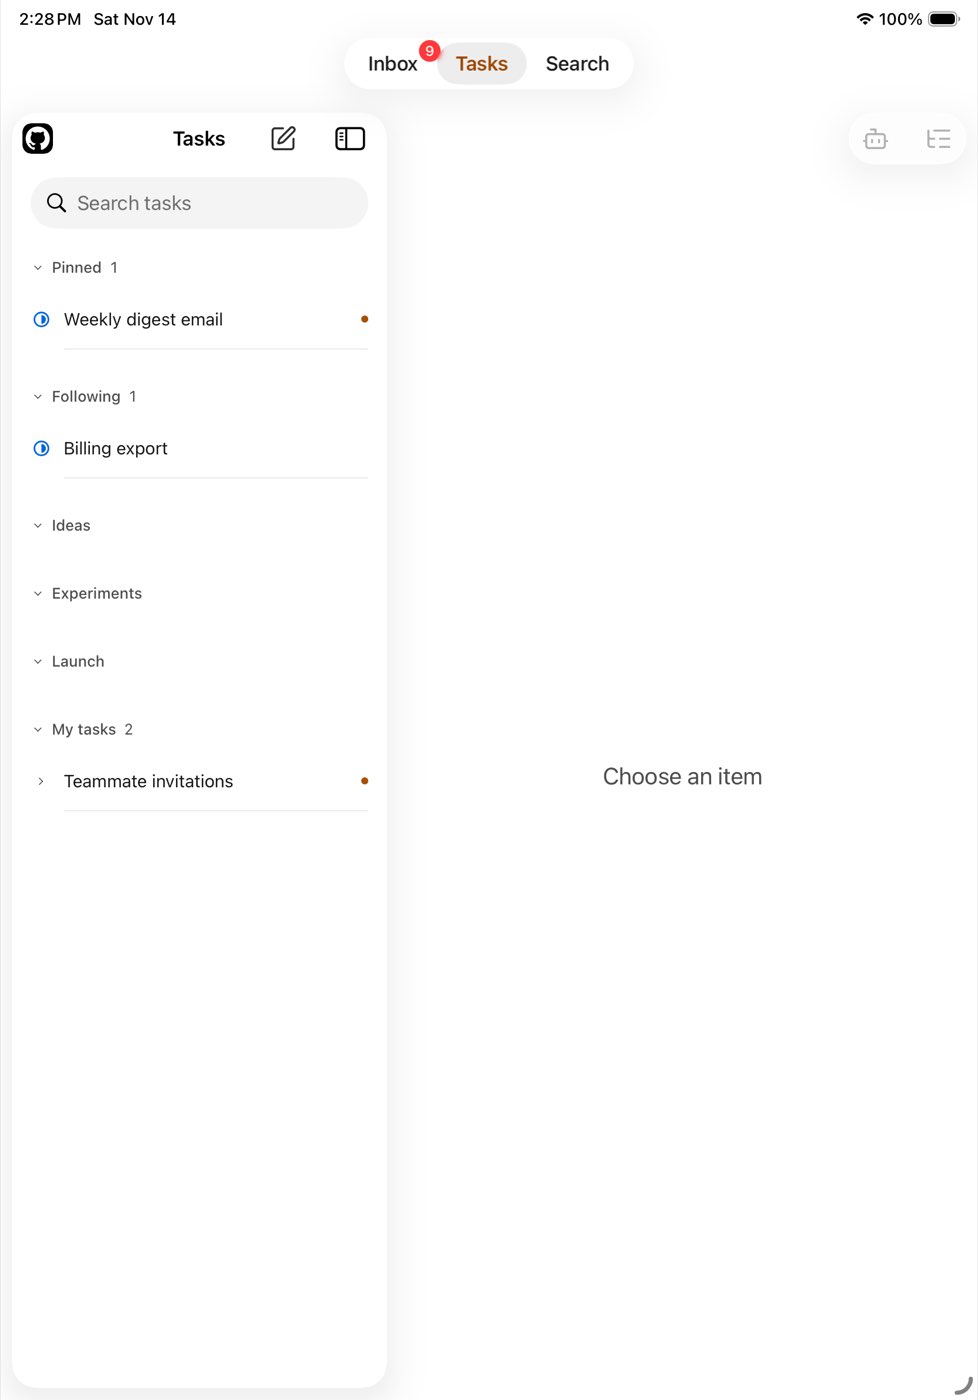 2:28 PM Sat Nov 14
100%
Inbox 9 Tasks Search
Tasks
Search tasks
Pinned 1
Weekly digest email
Following 1
Billing export
Ideas
Experiments
Launch
My tasks 2
Teammate invitations
Choose an item